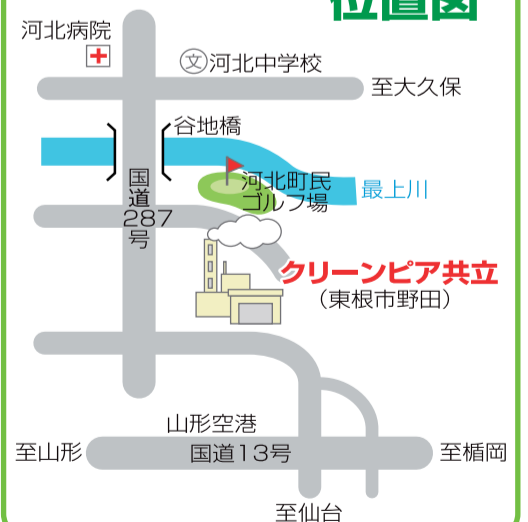 位置図
河北病院
文
河北中学校
至大久保
谷地橋
河北町民
ゴルフ場
最上川
国道
287
号
クリーンピア共立
（東根市野田）
山形空港
至山形
国道13号
至楯岡
至仙台